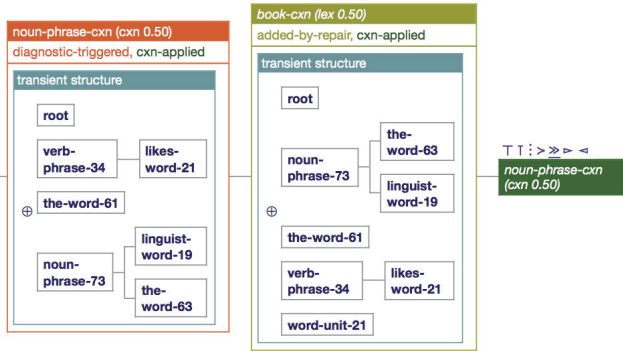 noun-phrase-cxn (cxn 0.50)
diagnostic-triggered, cxn-applied
transient structure
root
verb-
phrase-34
likes-
word-21
the-word-61
⊕
noun-
phrase-73
linguist-
word-19
the-
word-63
book-cxn (lex 0.50)
added-by-repair, cxn-applied
transient structure
root
noun-
phrase-73
the-
word-63
linguist-
word-19
⊕
the-word-61
verb-
phrase-34
likes-
word-21
word-unit-21
noun-phrase-cxn
(cxn 0.50)